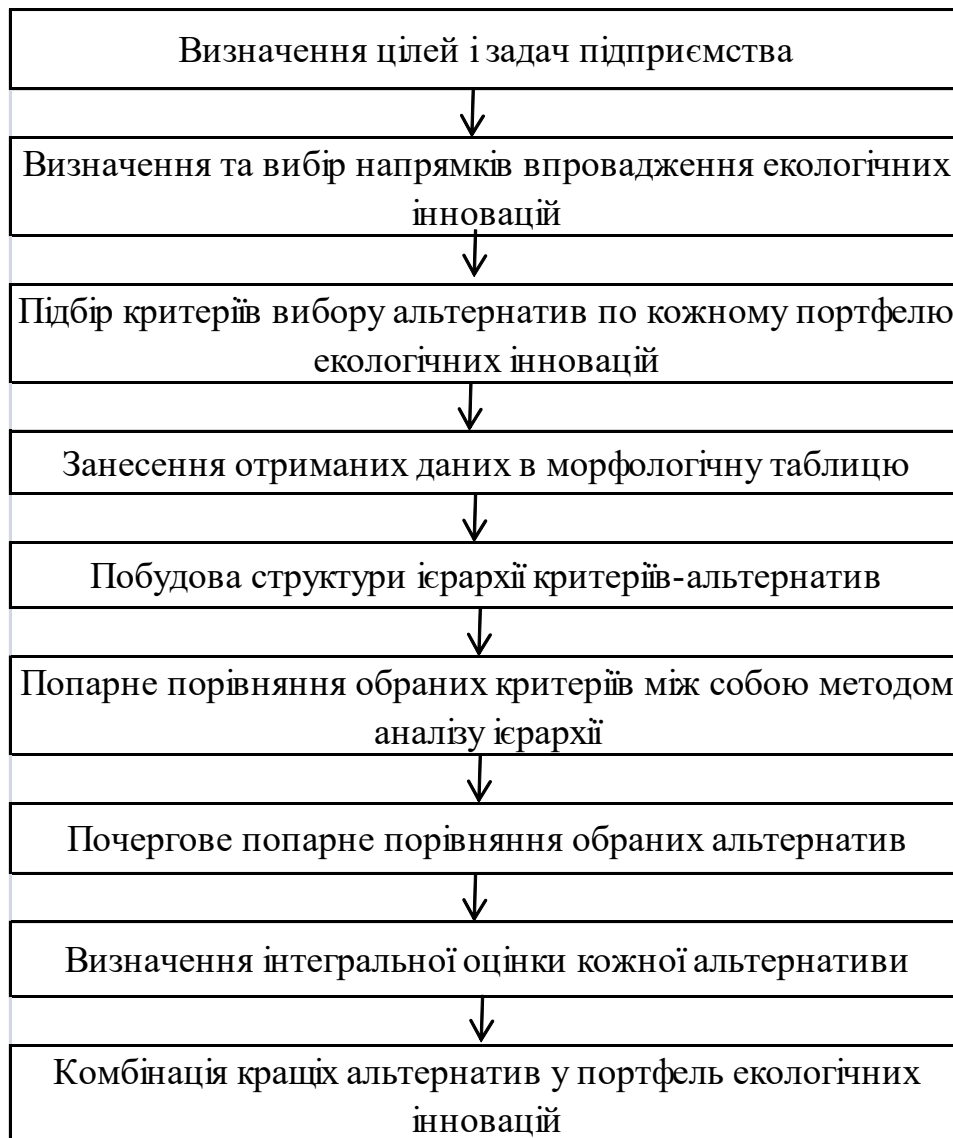 Визначення цілей і задач підприємства
Визначення та вибір напрямків впровадження екологічних
інновацій
Підбір критеріїв вибору альтернатив по кожному портфелю
екологічних інновацій
Занесення отриманих даних в морфологічну таблицю
Побудова структури ієрархії критеріїв-альтернатив
Попарне порівняння обраних критеріїв між собою методом
аналізу ієрархії
Почергове попарне порівняння обраних альтернатив
Визначення інтегральної оцінки кожної альтернативи
Комбінація кращіх альтернатив у портфель екологічних
інновацій